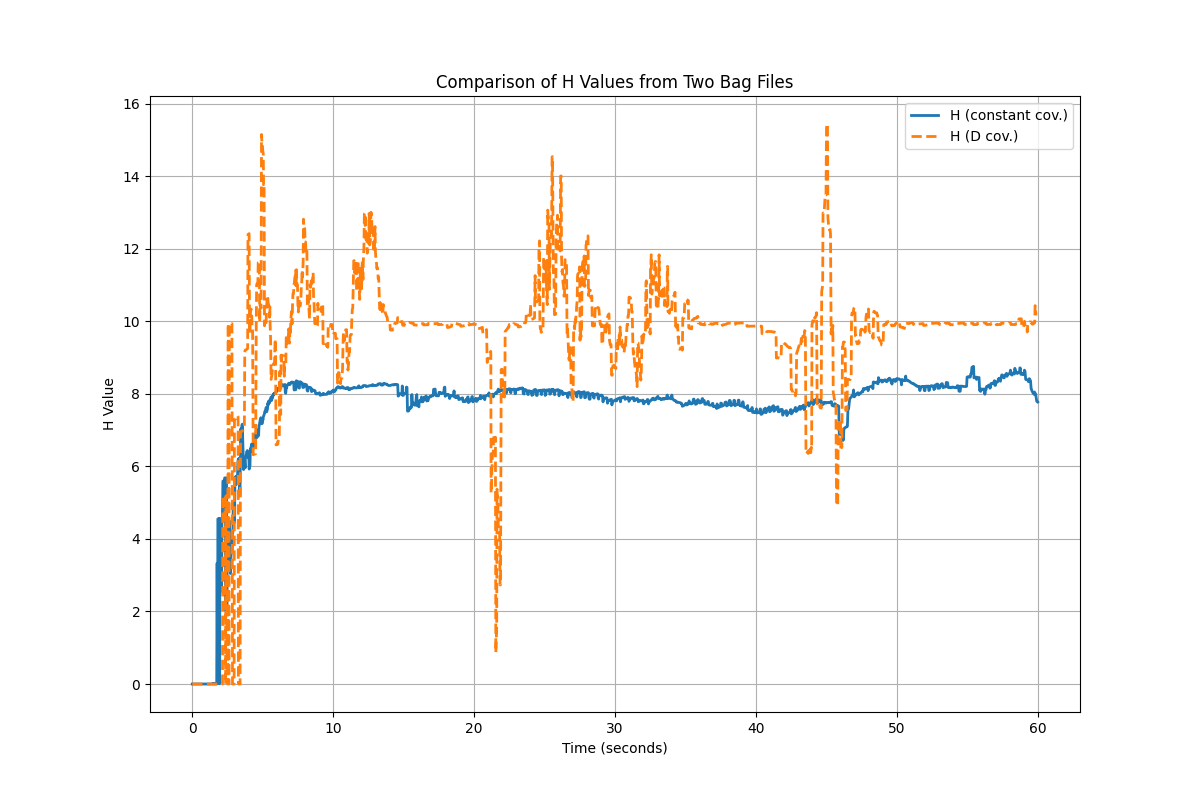 Comparison of H Values from Two Bag Files
H (constant cov.)
H (D cov.)
H Value
16
14
12
10
8
6
4
2
0
0 10 20 30 40 50 60
Time (seconds)